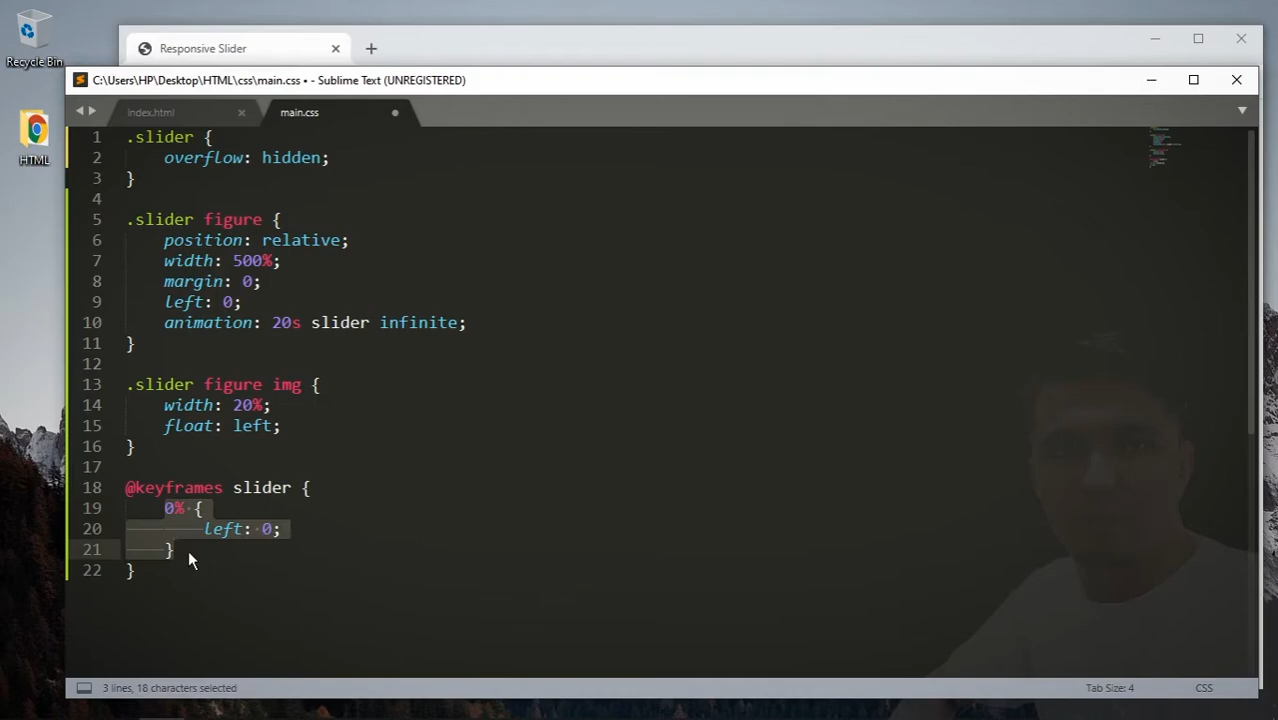 Recycle Bin
HTML
Responsive Slider
C:\Users\HP\Desktop\HTML\css\main.css • - Sublime Text (UNREGISTERED)
index.html
main.css
1 .slider {
2 overflow: hidden;
3 }
4
5 .slider figure {
6 position: relative;
7 width: 500%;
8 margin: 0;
9 left: 0;
10 animation: 20s slider infinite;
11 }
12
13 .slider figure img {
14 width: 20%;
15 float: left;
16 }
17
18 @keyframes slider {
19 0% {
20 left: 0;
21 }
22 }
3 lines, 18 characters selected
Tab Size: 4
CSS